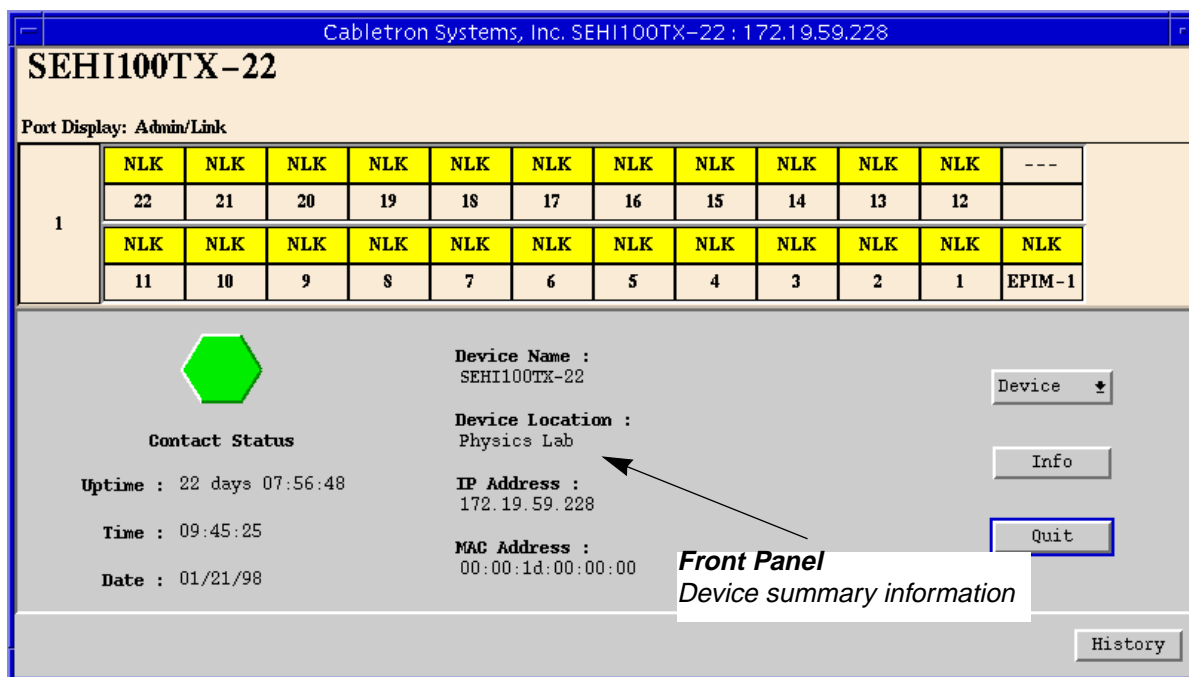 Cabletron Systems, Inc. SEHI100TX-22 : 172.19.59.228
SEHI100TX-22
Port Display: Admin/Link
1
NLK NLK NLK NLK NLK NLK NLK NLK NLK NLK NLK ---
22 21 20 19 18 17 16 15 14 13 12
NLK NLK NLK NLK NLK NLK NLK NLK NLK NLK NLK NLK
11 10 9 8 7 6 5 4 3 2 1 EPIM-1
Contact Status
Uptime : 22 days 07:56:48
Time : 09:45:25
Date : 01/21/98
Device Name :
SEHI100TX-22
Device Location :
Physics Lab
IP Address :
172.19.59.228
MAC Address :
00:00:1d:00:00:00
Device
Info
Quit
Front Panel
Device summary information
History